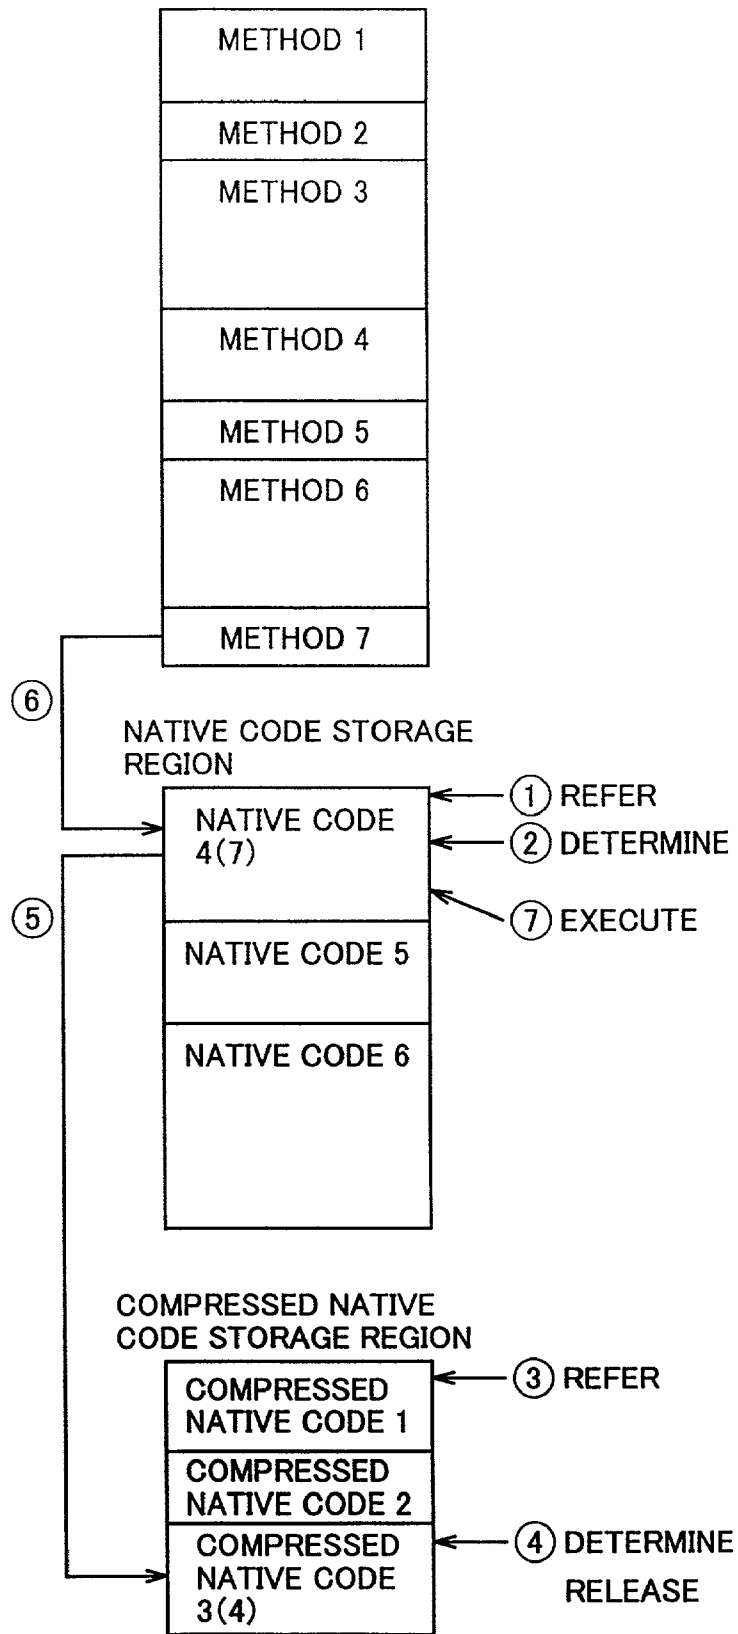 METHOD 1
METHOD 2
METHOD 3
METHOD 4
METHOD 5
METHOD 6
METHOD 7
⑥
NATIVE CODE STORAGE
REGION
① REFER
NATIVE CODE
4(7)
② DETERMINE
⑤
⑦ EXECUTE
NATIVE CODE 5
NATIVE CODE 6
COMPRESSED NATIVE
CODE STORAGE REGION
③ REFER
COMPRESSED
NATIVE CODE 1
COMPRESSED
NATIVE CODE 2
COMPRESSED
NATIVE CODE
3(4)
④ DETERMINE
RELEASE